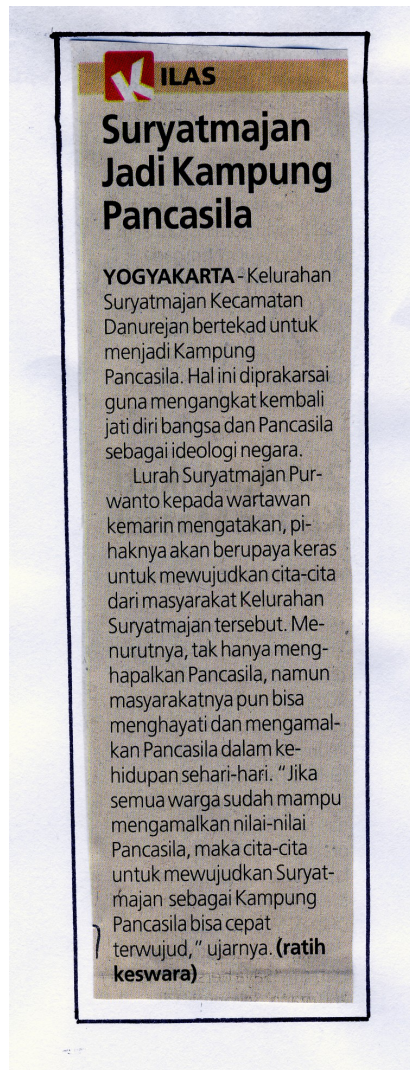 KILAS
Suryatmajan
Jadi Kampung
Pancasila
YOGYAKARTA - Kelurahan
Suryatmajan Kecamatan
Danurejan bertekad untuk
menjadi Kampung
Pancasila. Hal ini diprakarsai
guna mengangkat kembali
jati diri bangsa dan Pancasila
sebagai ideologi negara.
Lurah Suryatmajan Pur-
wanto kepada wartawan
kemarin mengatakan, pi-
haknya akan berupaya keras
untuk mewujudkan cita-cita
dari masyarakat Kelurahan
Suryatmajan tersebut. Me-
nurutnya, tak hanya meng-
hapalkan Pancasila, namun
masyarakatnya pun bisa
menghayati dan mengamal-
kan Pancasila dalam ke-
hidupan sehari-hari. “Jika
semua warga sudah mampu
mengamalkan nilai-nilai
Pancasila, maka cita-cita
untuk mewujudkan Suryat-
majan sebagai Kampung
Pancasila bisa cepat
terwujud,” ujarnya. (ratih
keswara)